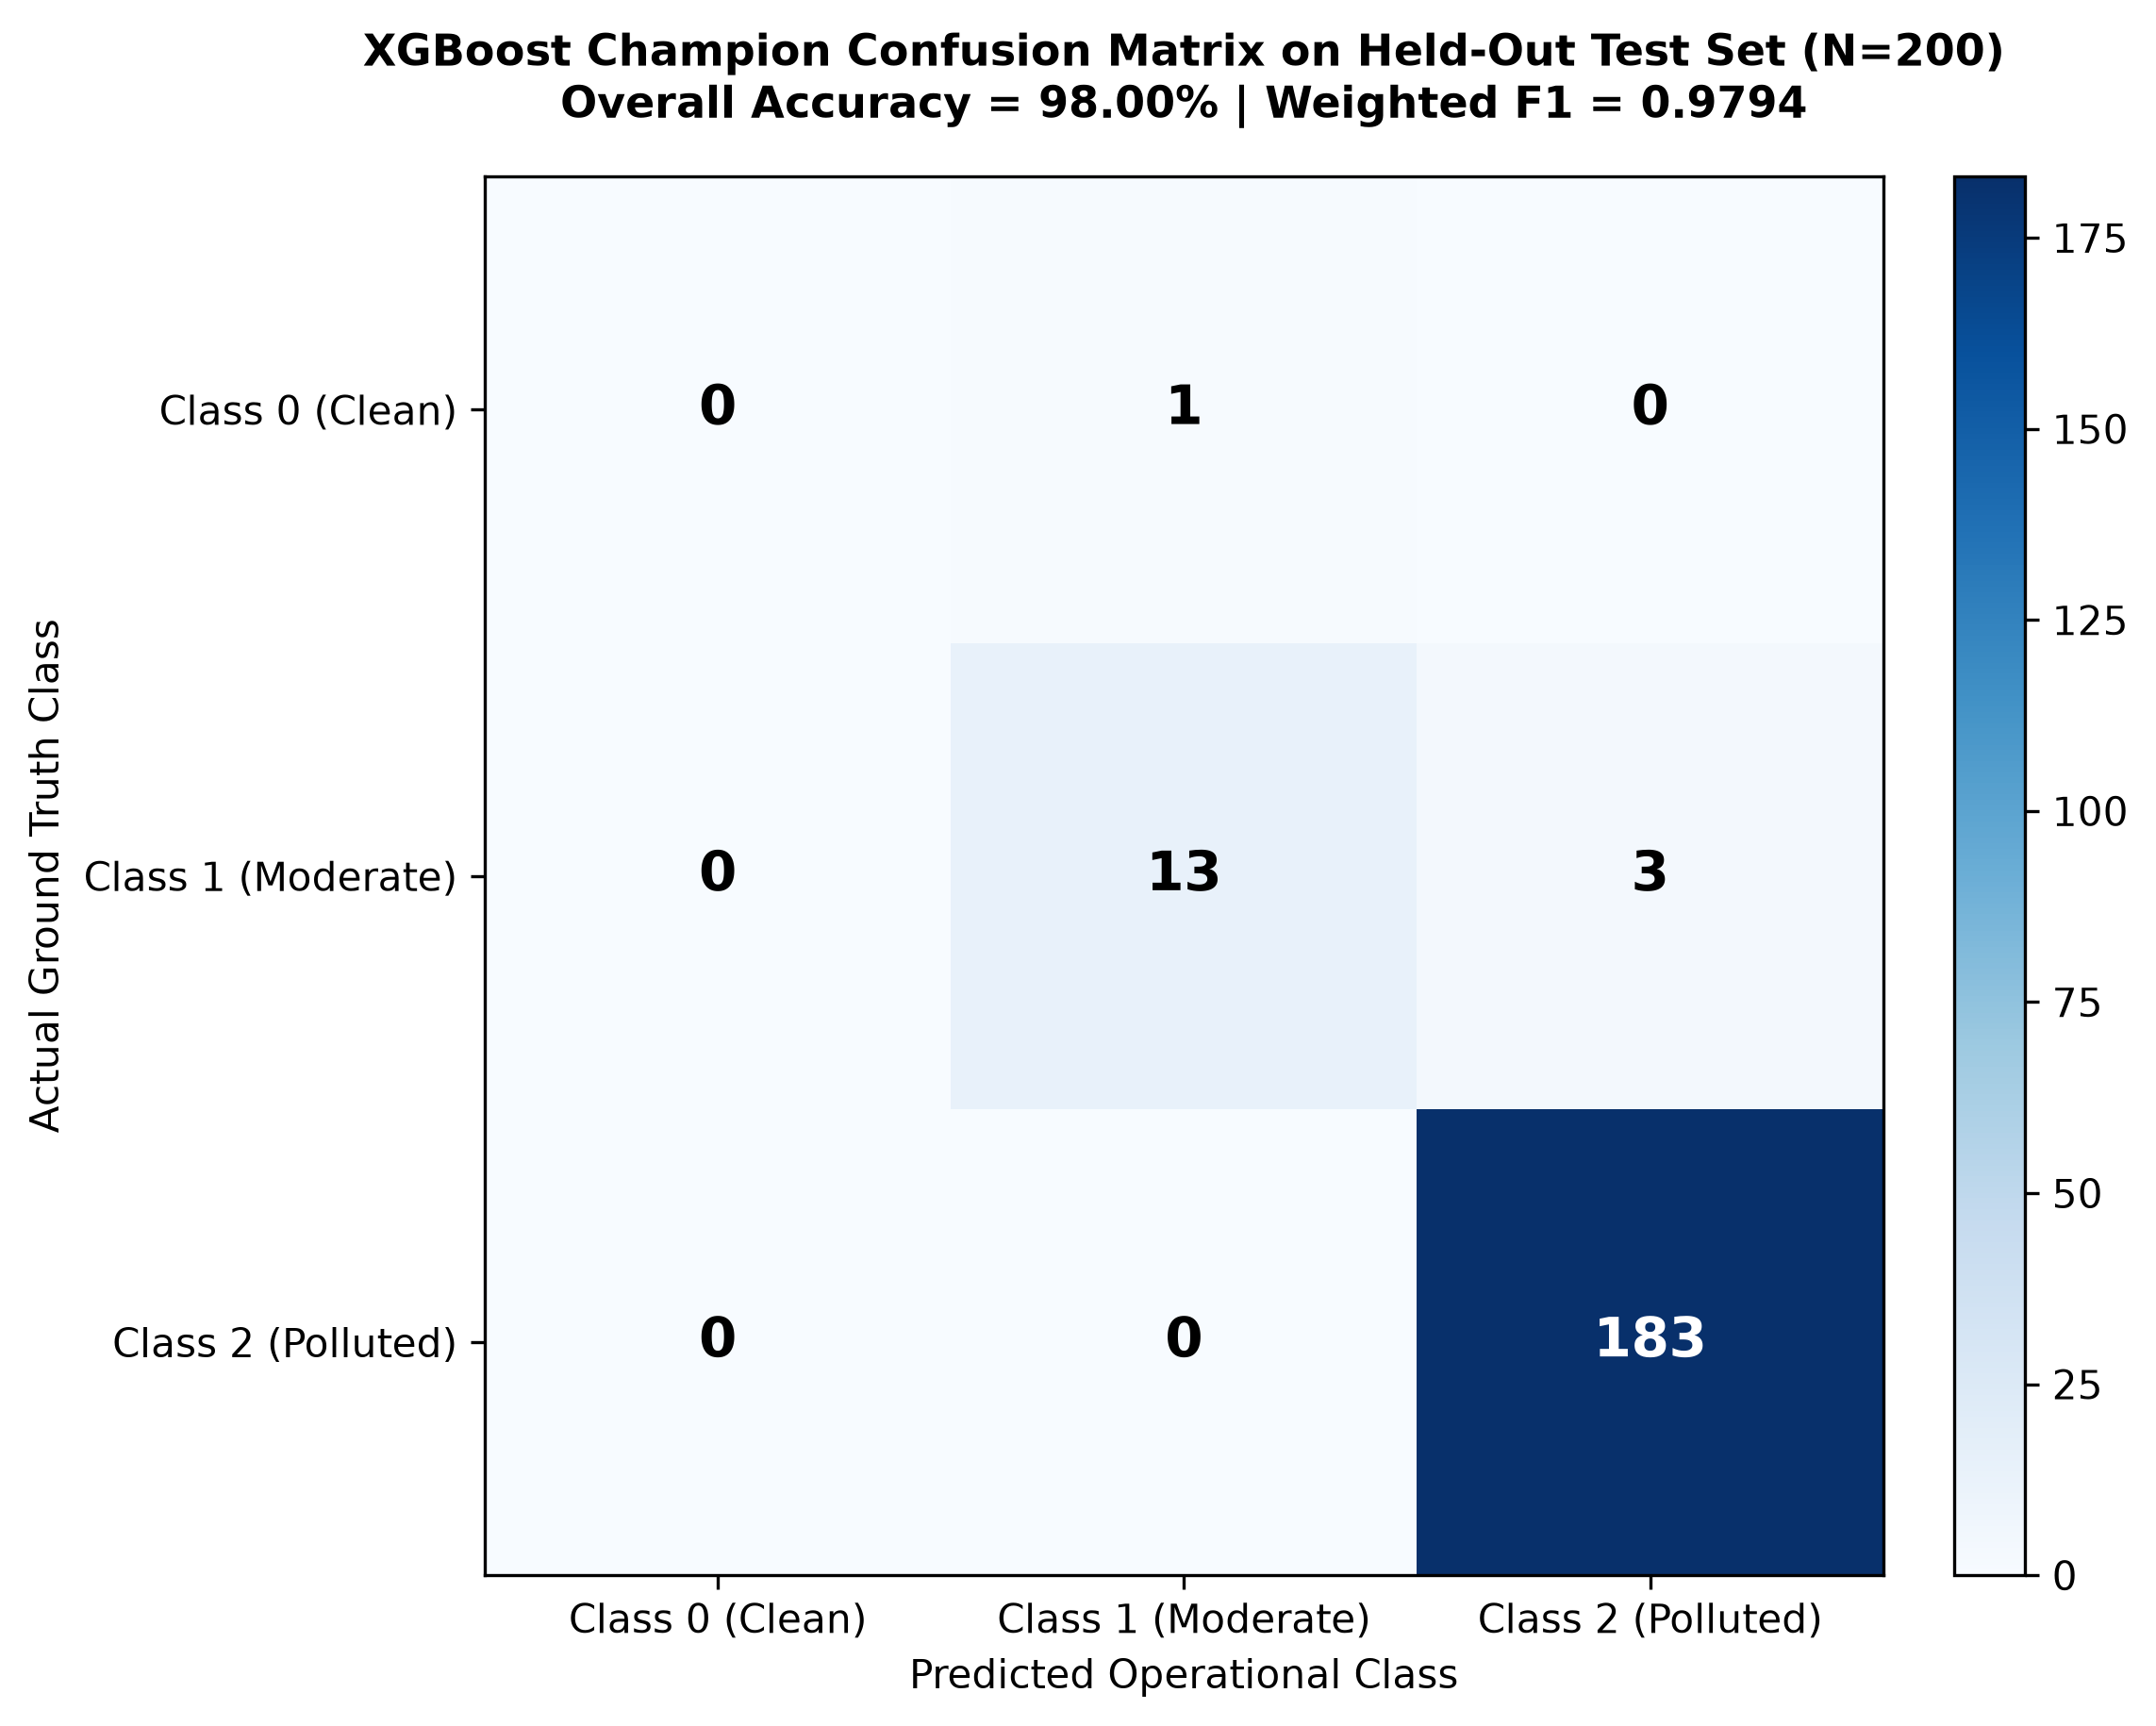 XGBoost Champion Confusion Matrix on Held-Out Test Set (N=200)
Overall Accuracy = 98.00% | Weighted F1 = 0.9794
Actual Ground Truth Class
Class 0 (Clean)
0
1
0
Class 1 (Moderate)
0
13
3
Class 2 (Polluted)
0
0
183
Class 0 (Clean)
Class 1 (Moderate)
Class 2 (Polluted)
Predicted Operational Class
175
150
125
100
75
50
25
0